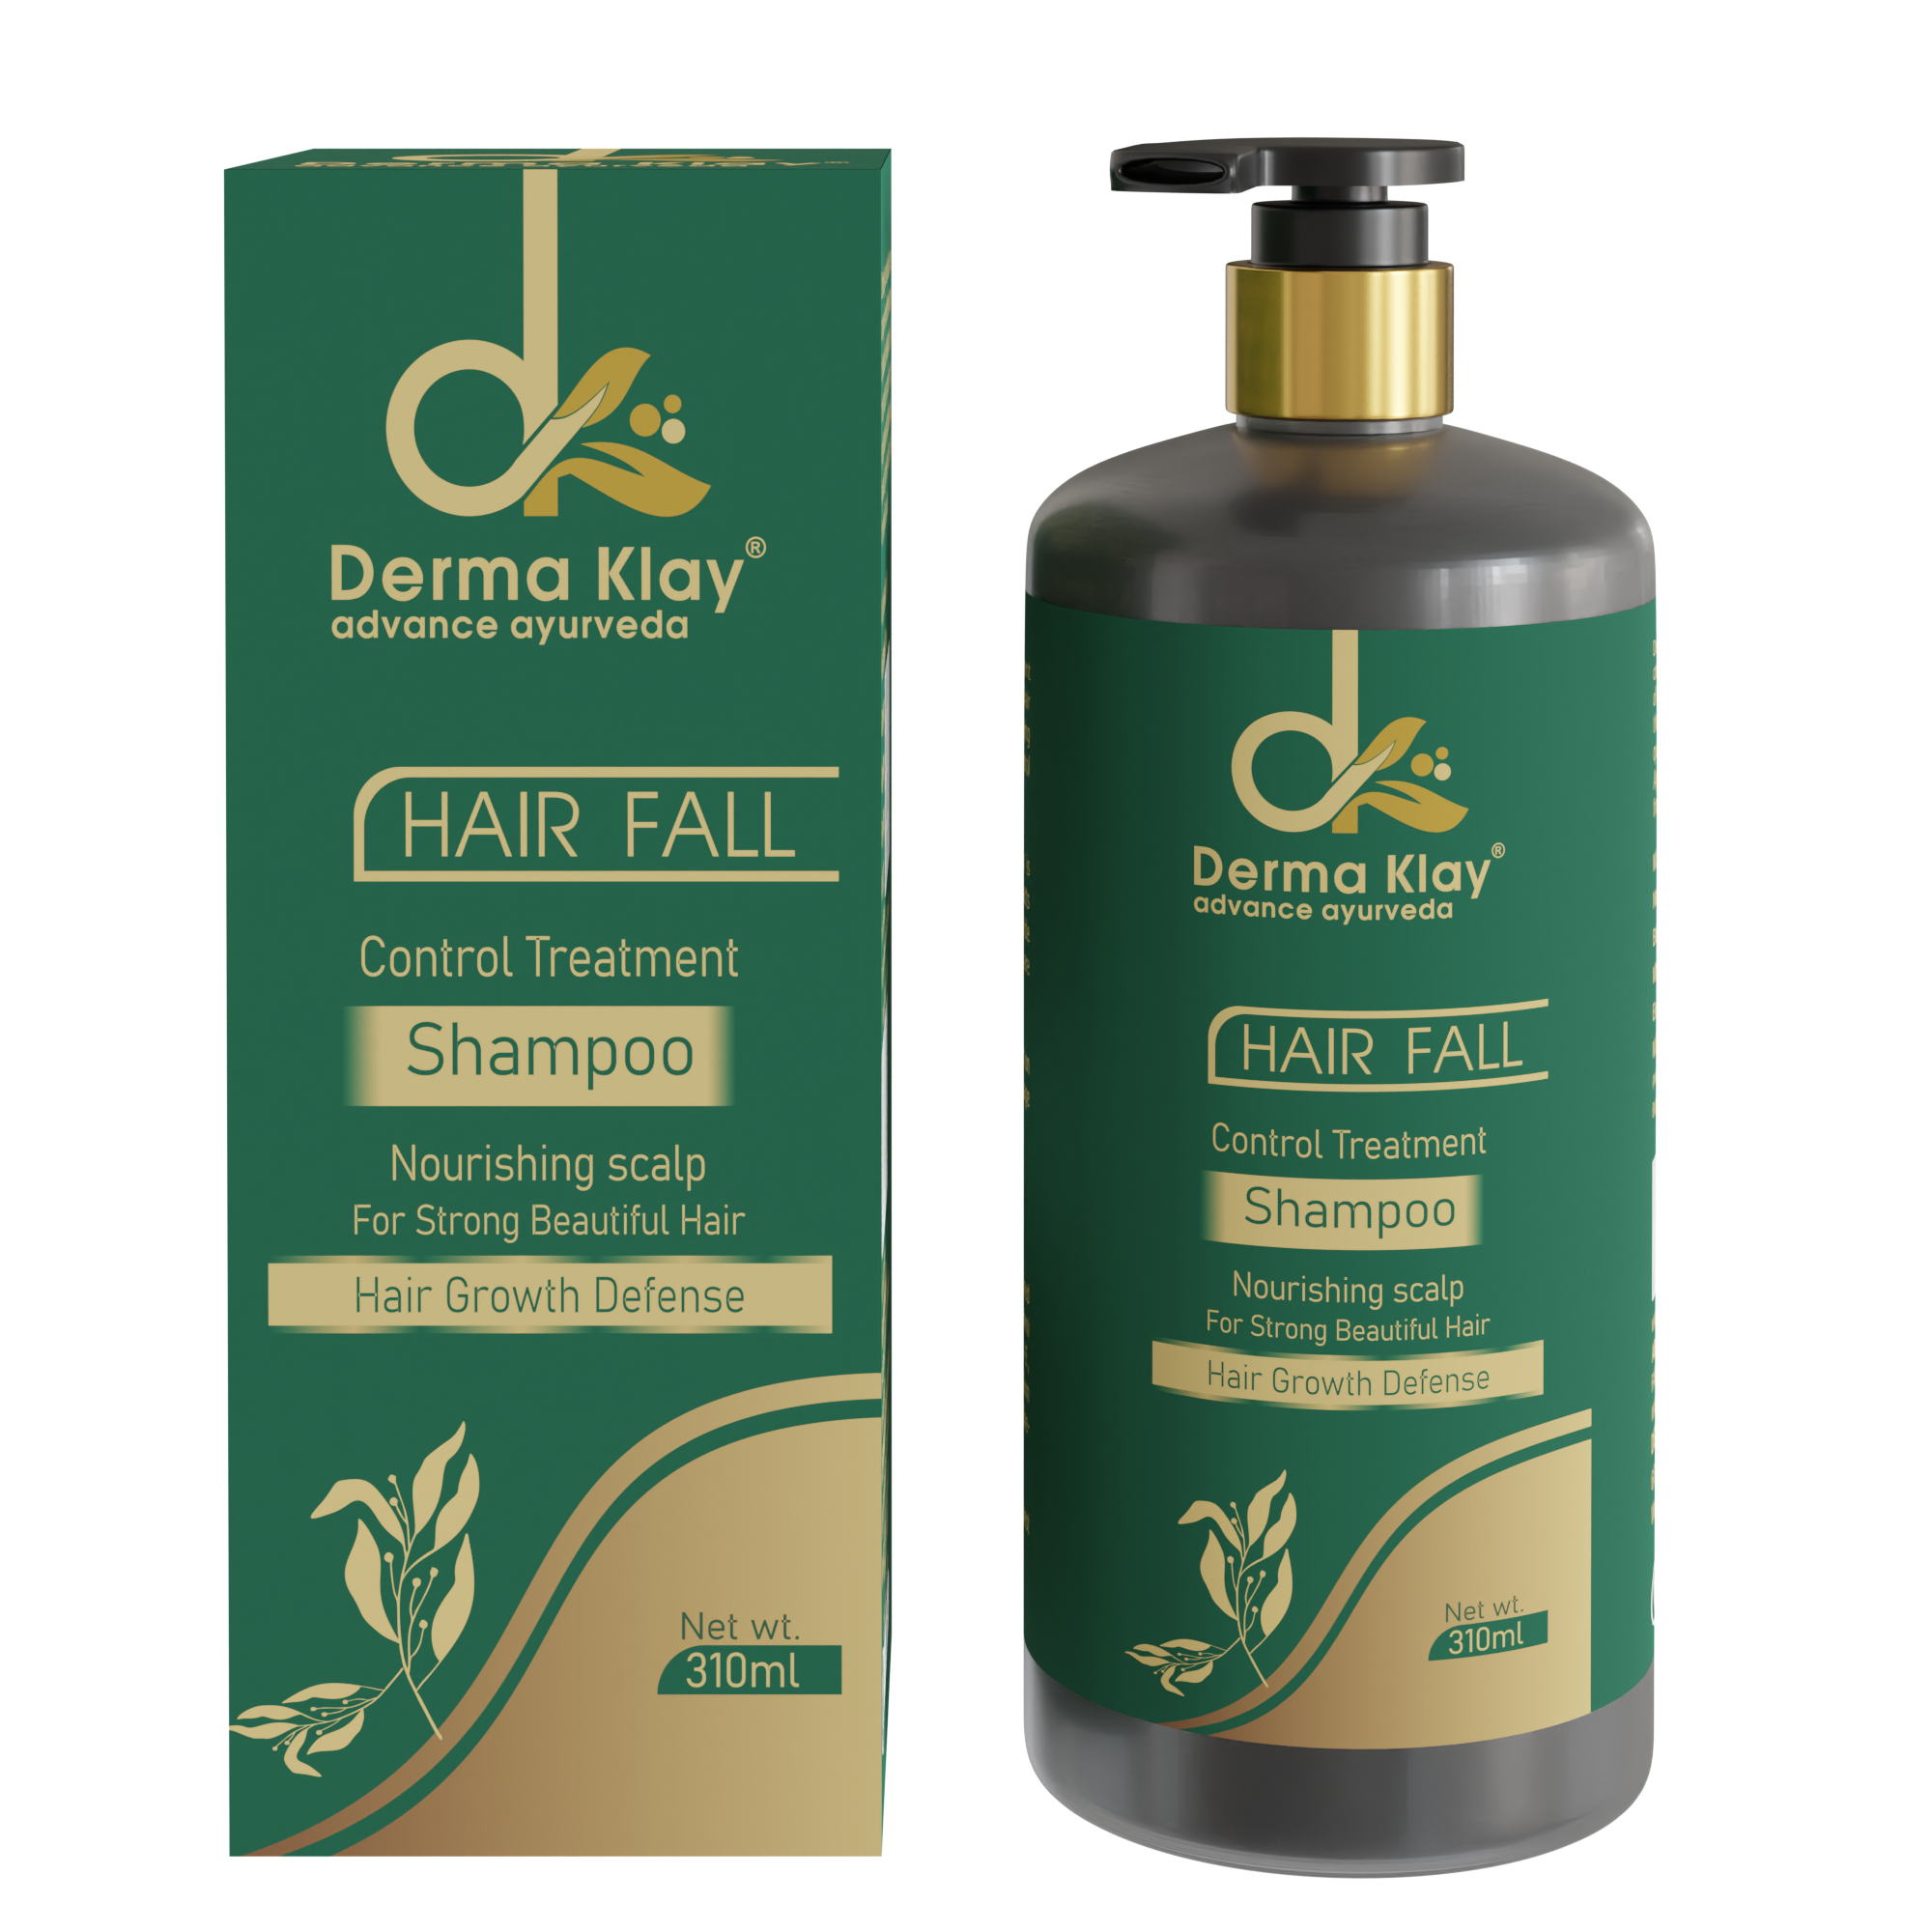 Derma Klay®
advance ayurveda
HAIR FALL
Control Treatment
Shampoo
Nourishing scalp
For Strong Beautiful Hair
Hair Growth Defense
Net wt.
310ml
Derma Klay®
advance ayurveda
HAIR FALL
Control Treatment
Shampoo
Nourishing scalp
For Strong Beautiful Hair
Hair Growth Defense
Net wt.
310ml